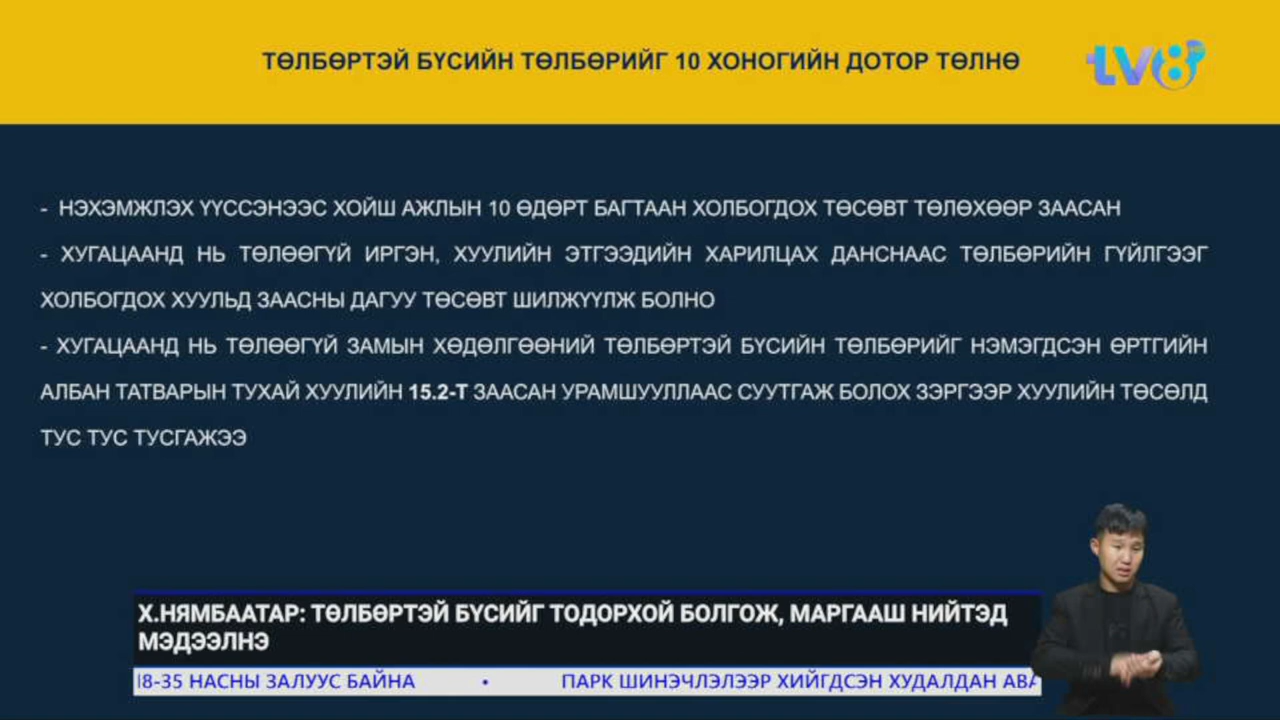 ТӨЛБӨРТЭЙ БҮСИЙН ТӨЛБӨРИЙГ 10 ХОНОГИЙН ДОТОР ТӨЛНӨ
tv8
- НЭХЭМЖЛЭХ ҮҮССЭНЭЭС ХОЙШ АЖЛЫН 10 ӨДӨРТ БАГТААН ХОЛБОГДОХ ТӨСӨВТ ТӨЛӨХӨӨР ЗААСАН
- ХУГАЦААНД НЬ ТӨЛӨӨГҮЙ ИРГЭН, ХУУЛИЙН ЭТГЭЭДИЙН ХАРИЛЦАХ ДАНСНААС ТӨЛБӨРИЙН ГҮЙЛГЭЭГ
ХОЛБОГДОХ ХУУЛЬД ЗААСНЫ ДАГУУ ТӨСӨВТ ШИЛЖҮҮЛЖ БОЛНО
- ХУГАЦААНД НЬ ТӨЛӨӨГҮЙ ЗАМЫН ХӨДӨЛГӨӨНИЙ ТӨЛБӨРТЭЙ БҮСИЙН ТӨЛБӨРИЙГ НЭМЭГДСЭН ӨРТГИЙН
АЛБАН ТАТВАРЫН ТУХАЙ ХУУЛИЙН 15.2-Т ЗААСАН УРАМШУУЛЛААС СУУТГАЖ БОЛОХ ЗЭРГЭЭР ХУУЛИЙН ТӨСӨЛД
ТУС ТУС ТУСГАЖЭЭ
Х.НЯМБААТАР: ТӨЛБӨРТЭЙ БҮСИЙГ ТОДОРХОЙ БОЛГОЖ, МАРГААШ НИЙТЭД
МЭДЭЭЛНЭ
18-35 НАСНЫ ЗАЛУУС БАЙНА • ПАРК ШИНЭЧЛЭЛЭЭР ХИЙГДСЭН ХУДАЛДАН АВА